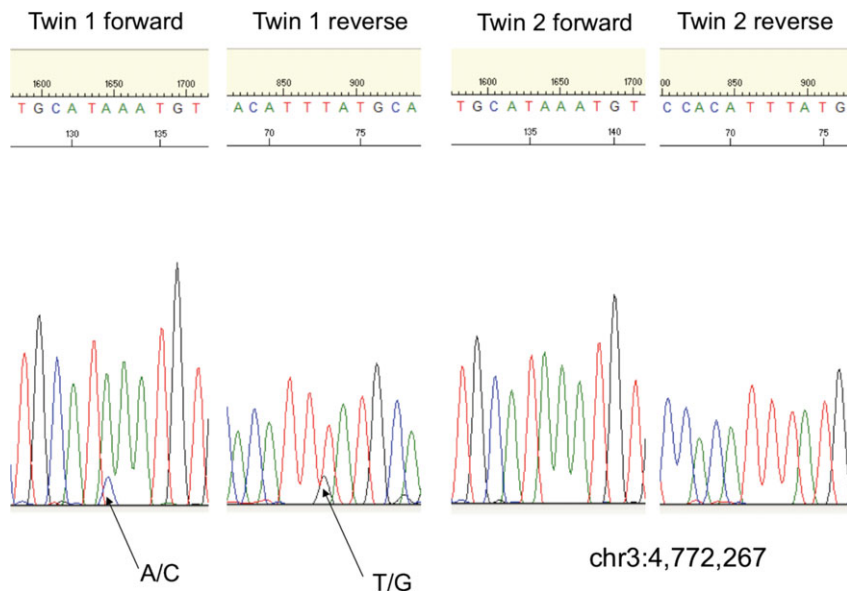 Twin 1 forward
Twin 1 reverse
Twin 2 forward
Twin 2 reverse
1600 1650 1700
T G C A T A A A T G T
130 135
850 900
A C A T T T A T G C A
70 75
1600 1650 1700
T G C A T A A A T G T
135 140
00 850 900
C C A C A T T T A T G
70 75
A/C
T/G
chr3:4,772,267